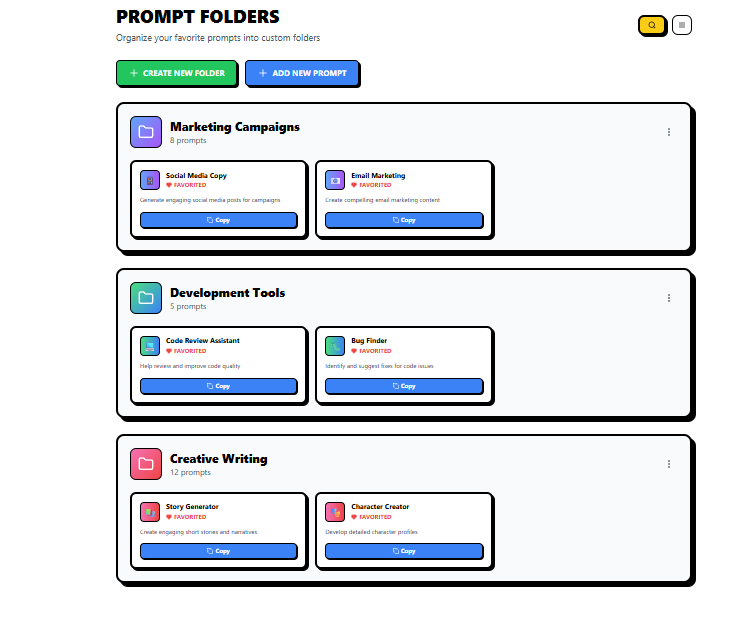 PROMPT FOLDERS
Organize your favorite prompts into custom folders
CREATE NEW FOLDER
ADD NEW PROMPT
Marketing Campaigns
8 prompts
Social Media Copy
FAVORITED
Generate engaging social media posts for campaigns
Copy
Email Marketing
FAVORITED
Create compelling email marketing content
Copy
Development Tools
5 prompts
Code Review Assistant
FAVORITED
Help review and improve code quality
Copy
Bug Finder
FAVORITED
Identify and suggest fixes for code issues
Copy
Creative Writing
12 prompts
Story Generator
FAVORITED
Create engaging short stories and narratives
Copy
Character Creator
FAVORITED
Develop detailed character profiles
Copy